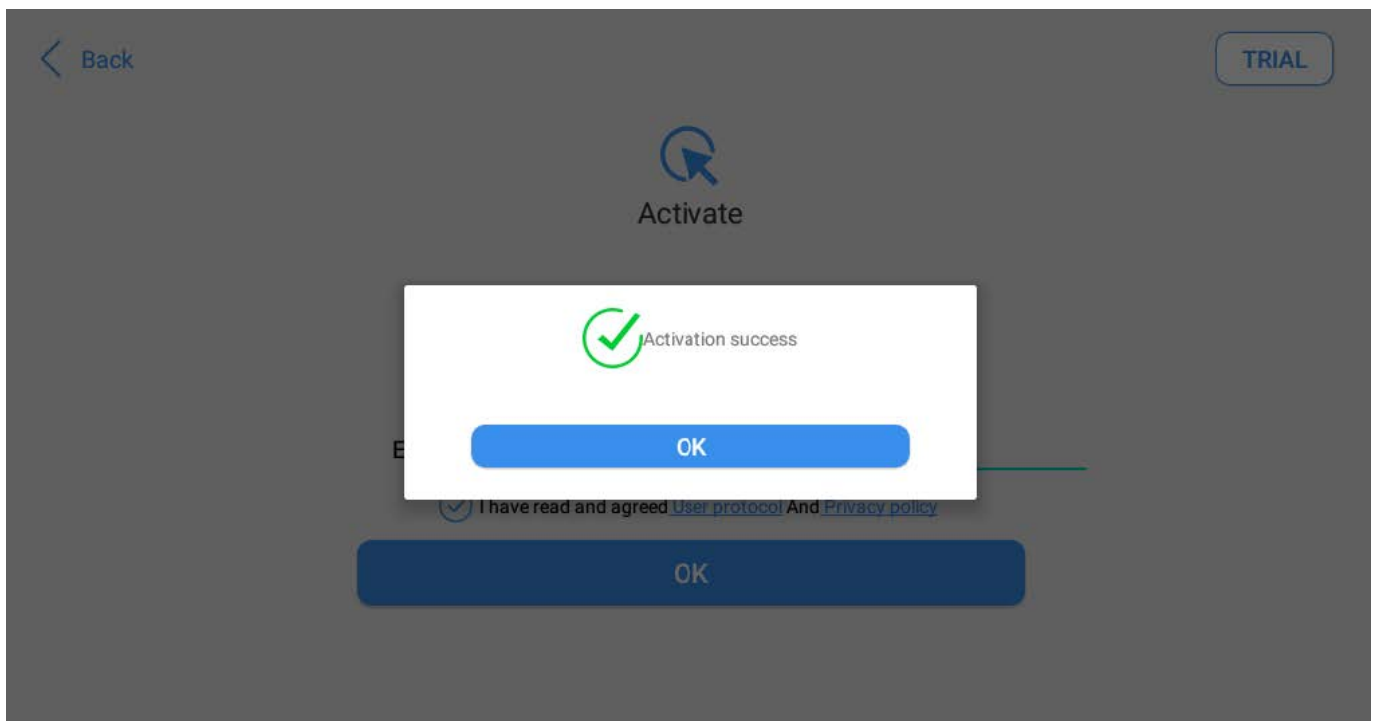 Back
TRIAL
Activate
Activation success
OK
I have read and agreed User protocol And Privacy policy
OK